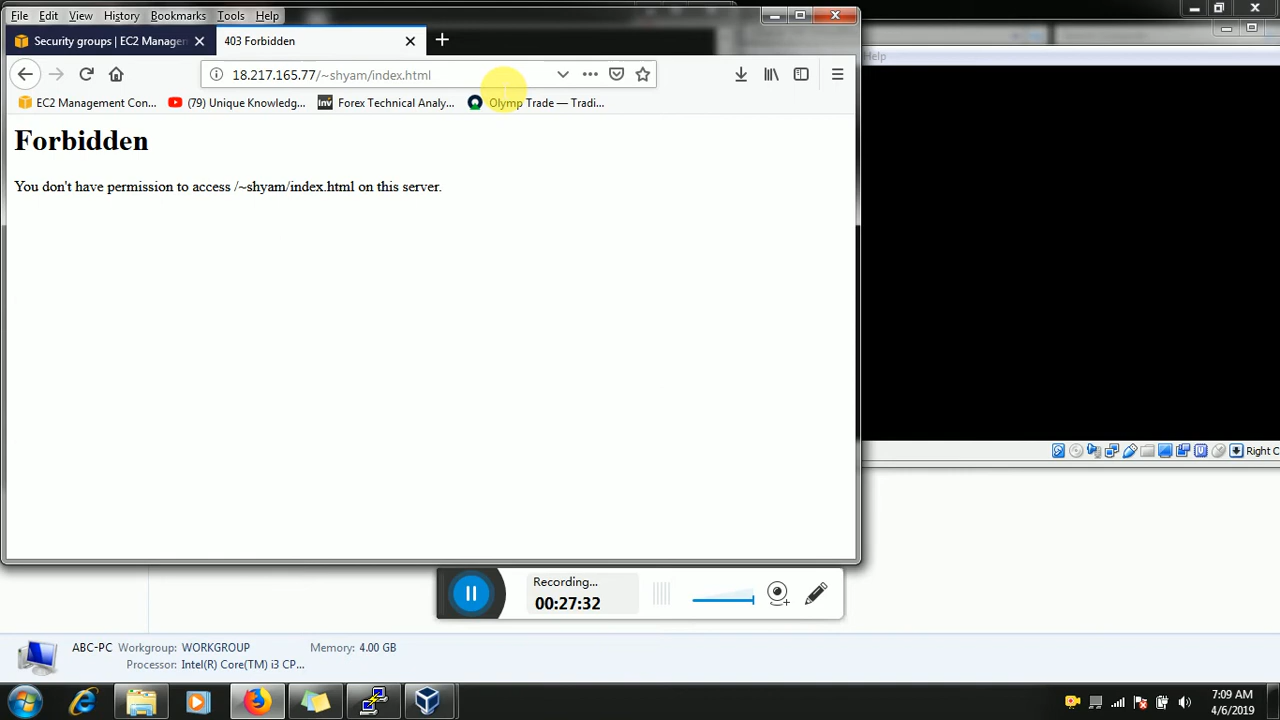 File Edit View History Bookmarks Tools Help
Security groups | EC2 Manager
403 Forbidden
18.217.165.77/~shyam/index.html
Help
EC2 Management Con...
(79) Unique Knowledg...
Inv Forex Technical Analy...
Olymp Trade — Tradi...
Forbidden
You don't have permission to access /~shyam/index.html on this server.
Right C
Recording...
00:27:32
ABC-PC Workgroup: WORKGROUP Memory: 4.00 GB
Processor: Intel(R) Core(TM) i3 CP...
7:09 AM
4/6/2019